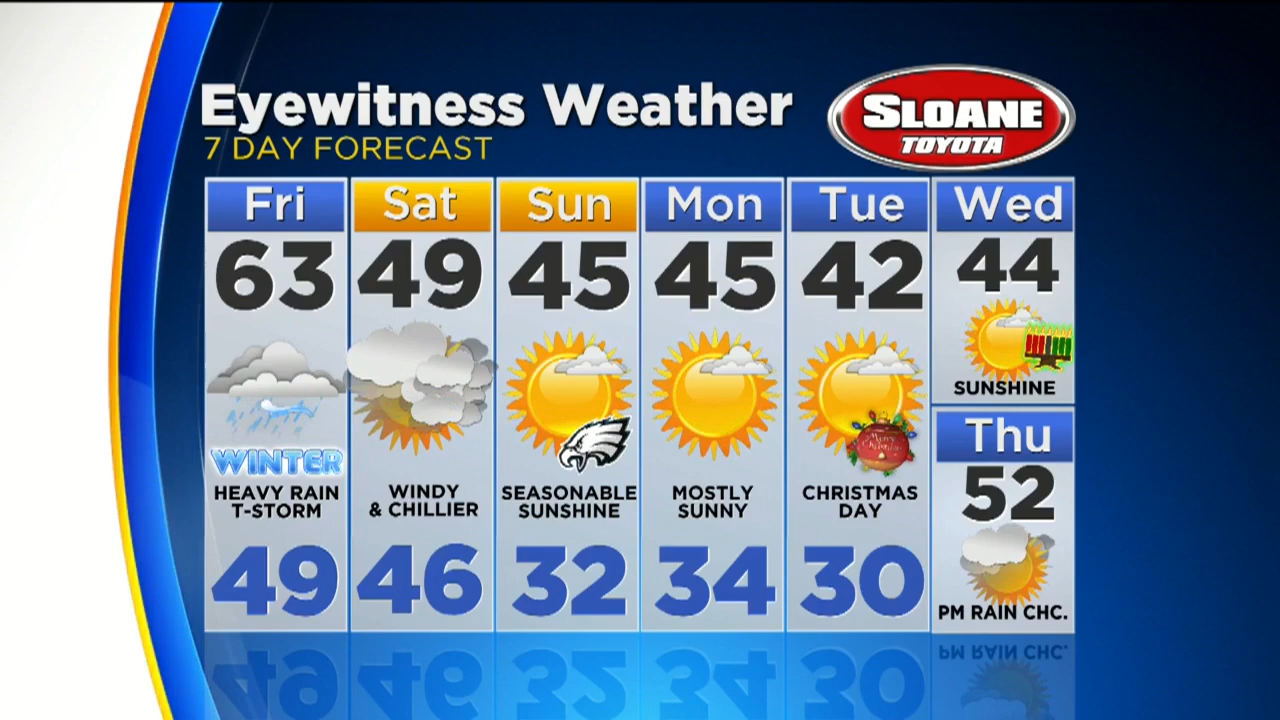 Eyewitness Weather
7 DAY FORECAST
SLOANE
TOYOTA
Fri
63
WINTER
HEAVY RAIN
T-STORM
49
Sat
49
WINDY
& CHILLIER
46
Sun
45
SEASONABLE
SUNSHINE
32
Mon
45
MOSTLY
SUNNY
34
Tue
42
Merry
Christmas
CHRISTMAS
DAY
30
Wed
44
SUNSHINE
Thu
52
PM RAIN CHC.